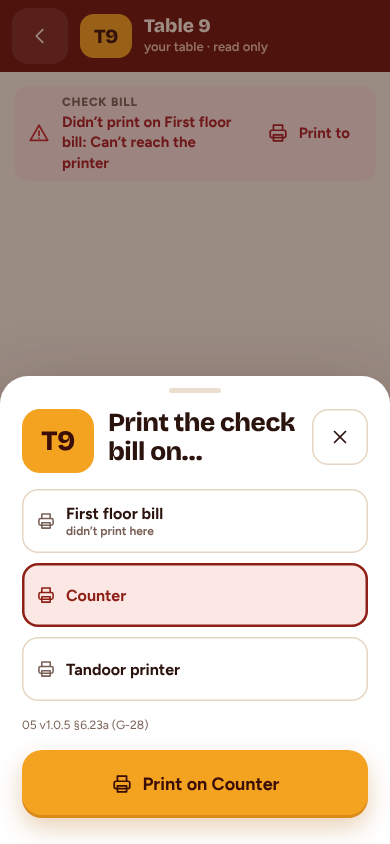 T9
Table 9
your table · read only
CHECK BILL
Didn’t print on First floor
bill: Can’t reach the
printer
Print to
T9
Print the check
bill on...
First floor bill
didn’t print here
Counter
Tandoor printer
05 v1.0.5 §6.23a (G-28)
Print on Counter